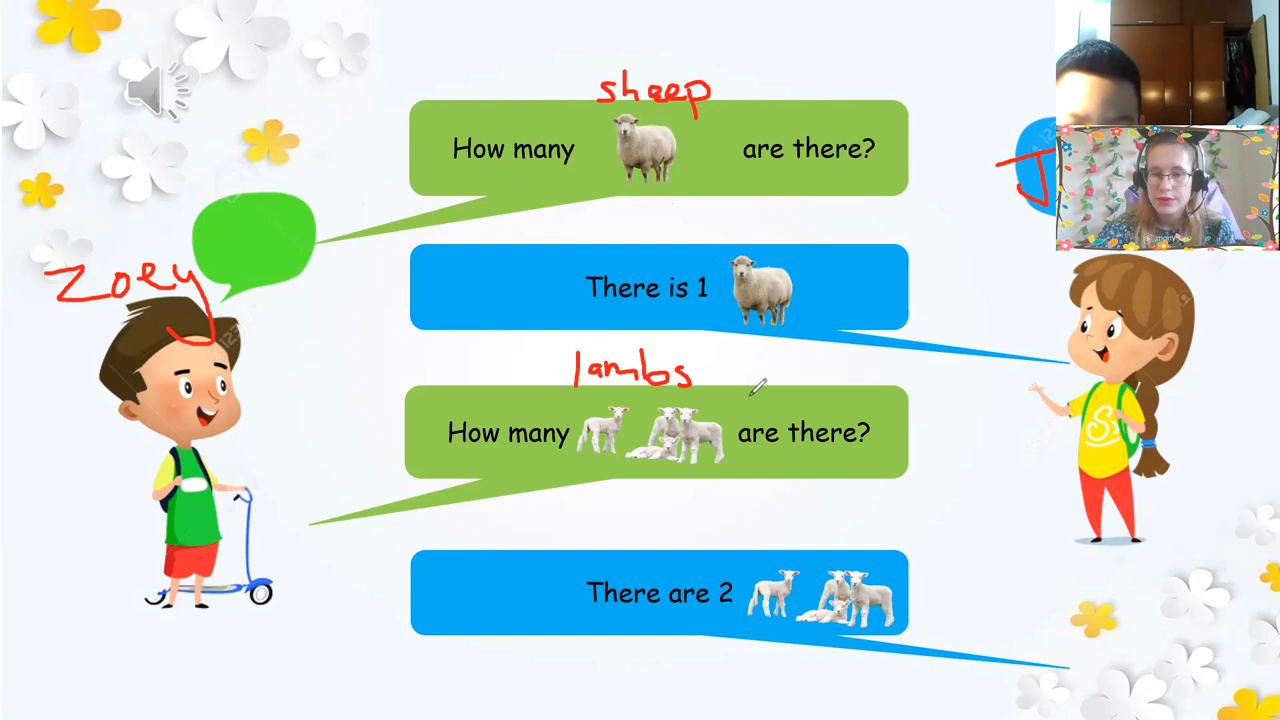 sheep
How many are there?
Zoey
There is 1
lambs
How many are there?
There are 2
J
S